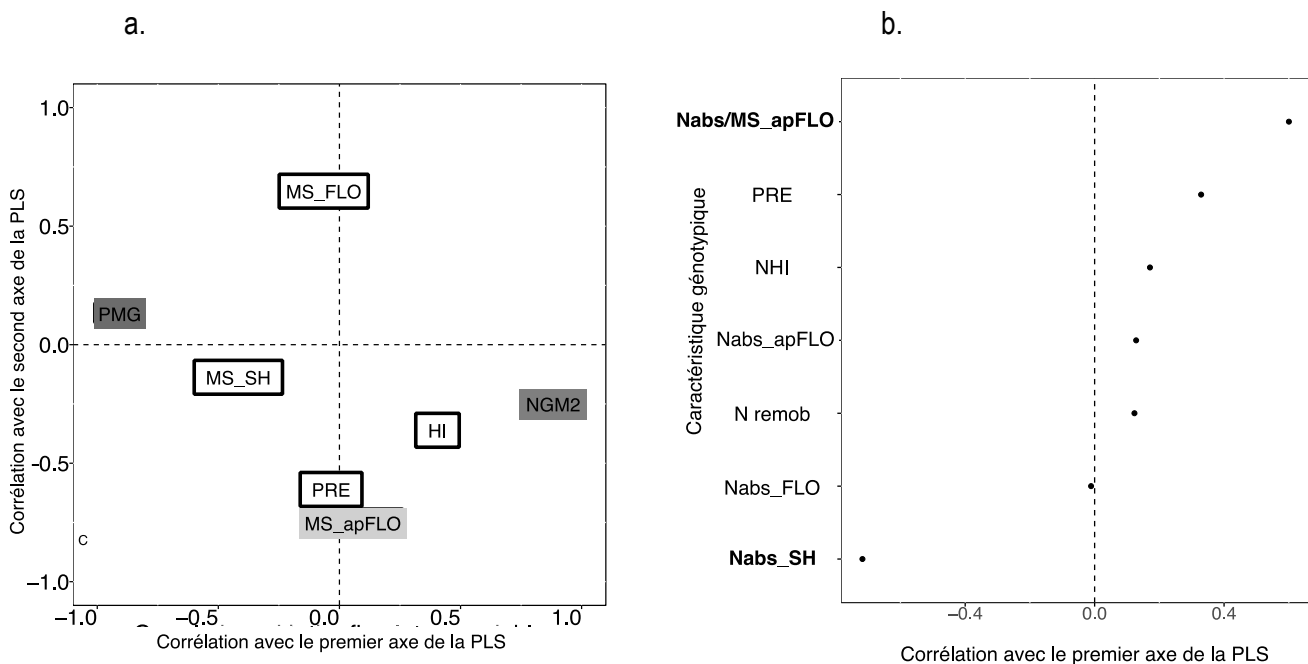 a.
b.
Corrélation avec le second axe de la PLS
1.0
0.5
0.0
−0.5
−1.0
MS_FLO
PMG
MS_SH
NGM2
HI
PRE
MS_apFLO
C
−1.0
−0.5
0.0
0.5
1.0
Corrélation avec le premier axe de la PLS
Caractéristique génotypique
Nabs/MS_apFLO
PRE
NHI
Nabs_apFLO
N remob
Nabs_FLO
Nabs_SH
−0.4
0.0
0.4
Corrélation avec le premier axe de la PLS